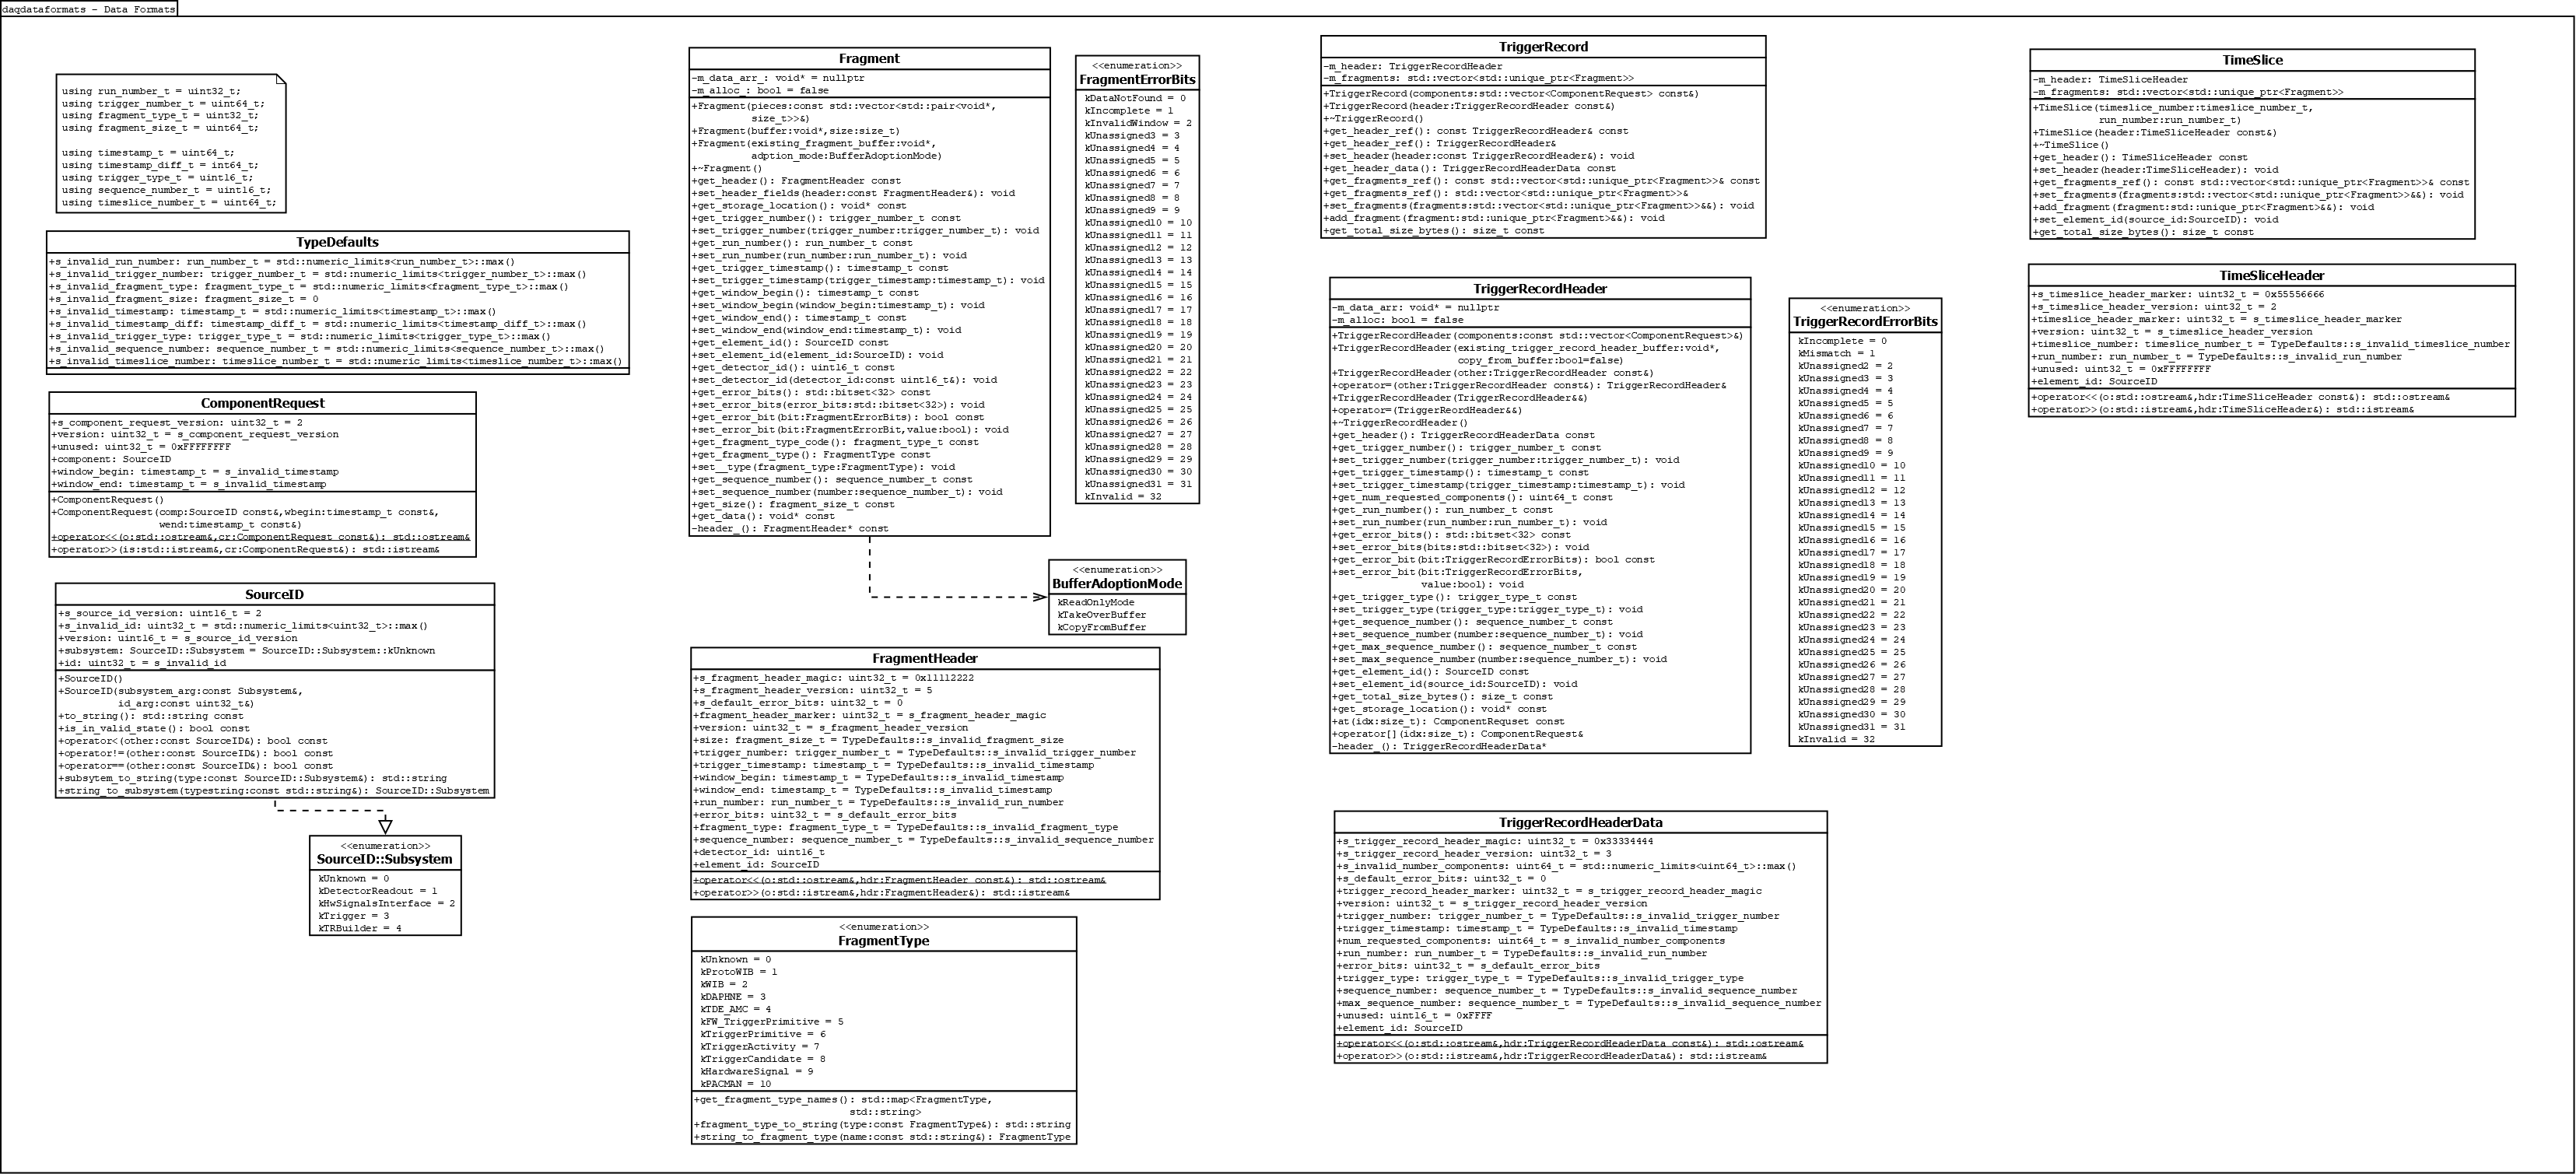 daqdataformats - Data Formats
using run_number_t = uint32_t;
using trigger_number_t = uint64_t;
using fragment_type_t = uint32_t;
using fragment_size_t = uint64_t;
using timestamp_t = uint64_t;
using timestamp_diff_t = int64_t;
using trigger_type_t = uint16_t;
using sequence_number_t = uint16_t;
using timeslice_number_t = uint64_t;
TypeDefaults
+s_invalid_run_number: run_number_t = std::numeric_limits<run_number_t>::max()
+s_invalid_trigger_number: trigger_number_t = std::numeric_limits<trigger_number_t>::max()
+s_invalid_fragment_type: fragment_type_t = std::numeric_limits<fragment_type_t>::max()
+s_invalid_fragment_size: fragment_size_t = 0
+s_invalid_timestamp: timestamp_t = std::numeric_limits<timestamp_t>::max()
+s_invalid_timestamp_diff: timestamp_diff_t = std::numeric_limits<timestamp_diff_t>::max()
+s_invalid_trigger_type: trigger_type_t = std::numeric_limits<trigger_type_t>::max()
+s_invalid_sequence_number: sequence_number_t = std::numeric_limits<sequence_number_t>::max()
+s_invalid_timeslice_number: timeslice_number_t = std::numeric_limits<timeslice_number_t>::max()
ComponentRequest
+s_component_request_version: uint32_t = 2
+version: uint32_t = s_component_request_version
+unused: uint32_t = 0xFFFFFFFF
+component: SourceID
+window_begin: timestamp_t = s_invalid_timestamp
+window_end: timestamp_t = s_invalid_timestamp
+ComponentRequest()
+ComponentRequest(comp:SourceID const&,wbegin:timestamp_t const&,
wend:timestamp_t const&)
+operator<<(o:std::ostream&,cr:ComponentRequest const&): std::ostream&
+operator>>(is:std::istream&,cr:ComponentRequest&): std::istream&
SourceID
+s_source_id_version: uint16_t = 2
+s_invalid_id: uint32_t = std::numeric_limits<uint32_t>::max()
+version: uint16_t = s_source_id_version
+subsystem: SourceID::Subsystem = SourceID::Subsystem::kUnknown
+id: uint32_t = s_invalid_id
+SourceID()
+SourceID(subsystem_arg:const Subsystem&,
id_arg:const uint32_t&)
+to_string(): std::string const
+is_in_valid_state(): bool const
+operator<(other:const SourceID&): bool const
+operator!=(other:const SourceID&): bool const
+operator==(other:const SourceID&): bool const
+subsytem_to_string(type:const SourceID::Subsystem&): std::string
+string_to_subsystem(typestring:const std::string&): SourceID::Subsystem
<<enumeration>>
SourceID::Subsystem
kUnknown = 0
kDetectorReadout = 1
kHwSignalsInterface = 2
kTrigger = 3
kTRBuilder = 4
Fragment
-m_data_arr_: void* = nullptr
-m_alloc_: bool = false
+Fragment(pieces:const std::vector<std::pair<void*,
size_t>>&)
+Fragment(buffer:void*,size:size_t)
+Fragment(existing_fragment_buffer:void*,
adption_mode:BufferAdoptionMode)
+~Fragment()
+get_header(): FragmentHeader const
+set_header_fields(header:const FragmentHeader&): void
+get_storage_location(): void* const
+get_trigger_number(): trigger_number_t const
+set_trigger_number(trigger_number:trigger_number_t): void
+get_run_number(): run_number_t const
+set_run_number(run_number:run_number_t): void
+get_trigger_timestamp(): timestamp_t const
+set_trigger_timestamp(trigger_timestamp:timestamp_t): void
+get_window_begin(): timestamp_t const
+set_window_begin(window_begin:timestamp_t): void
+get_window_end(): timestamp_t const
+set_window_end(window_end:timestamp_t): void
+get_element_id(): SourceID const
+set_element_id(element_id:SourceID): void
+get_detector_id(): uint16_t const
+set_detector_id(detector_id:const uint16_t&): void
+get_error_bits(): std::bitset<32> const
+set_error_bits(error_bits:std::bitset<32>): void
+get_error_bit(bit:FragmentErrorBits): bool const
+set_error_bit(bit:FragmentErrorBit,value:bool): void
+get_fragment_type_code(): fragment_type_t const
+get_fragment_type(): FragmentType const
+set__type(fragment_type:FragmentType): void
+get_sequence_number(): sequence_number_t const
+set_sequence_number(number:sequence_number_t): void
+get_size(): fragment_size_t const
+get_data(): void* const
-header_(): FragmentHeader* const
<<enumeration>>
FragmentErrorBits
kDataNotFound = 0
kIncomplete = 1
kInvalidWindow = 2
kUnassigned3 = 3
kUnassigned4 = 4
kUnassigned5 = 5
kUnassigned6 = 6
kUnassigned7 = 7
kUnassigned8 = 8
kUnassigned9 = 9
kUnassigned10 = 10
kUnassigned11 = 11
kUnassigned12 = 12
kUnassigned13 = 13
kUnassigned14 = 14
kUnassigned15 = 15
kUnassigned16 = 16
kUnassigned17 = 17
kUnassigned18 = 18
kUnassigned19 = 19
kUnassigned20 = 20
kUnassigned21 = 21
kUnassigned22 = 22
kUnassigned23 = 23
kUnassigned24 = 24
kUnassigned25 = 25
kUnassigned26 = 26
kUnassigned27 = 27
kUnassigned28 = 28
kUnassigned29 = 29
kUnassigned30 = 30
kUnassigned31 = 31
kInvalid = 32
<<enumeration>>
BufferAdoptionMode
kReadOnlyMode
kTakeOverBuffer
kCopyFromBuffer
FragmentHeader
+s_fragment_header_magic: uint32_t = 0x11112222
+s_fragment_header_version: uint32_t = 5
+s_default_error_bits: uint32_t = 0
+fragment_header_marker: uint32_t = s_fragment_header_magic
+version: uint32_t = s_fragment_header_version
+size: fragment_size_t = TypeDefaults::s_invalid_fragment_size
+trigger_number: trigger_number_t = TypeDefaults::s_invalid_trigger_number
+trigger_timestamp: timestamp_t = TypeDefaults::s_invalid_timestamp
+window_begin: timestamp_t = TypeDefaults::s_invalid_timestamp
+window_end: timestamp_t = TypeDefaults::s_invalid_timestamp
+run_number: run_number_t = TypeDefaults::s_invalid_run_number
+error_bits: uint32_t = s_default_error_bits
+fragment_type: fragment_type_t = TypeDefaults::s_invalid_fragment_type
+sequence_number: sequence_number_t = TypeDefaults::s_invalid_sequence_number
+detector_id: uint16_t
+element_id: SourceID
+operator<<(o:std::ostream&,hdr:FragmentHeader const&): std::ostream&
+operator>>(o:std::istream&,hdr:FragmentHeader&): std::istream&
<<enumeration>>
FragmentType
kUnknown = 0
kProtoWIB = 1
kWIB = 2
kDAPHNE = 3
kTDE_AMC = 4
kFW_TriggerPrimitive = 5
kTriggerPrimitive = 6
kTriggerActivity = 7
kTriggerCandidate = 8
kHardwareSignal = 9
kPACMAN = 10
+get_fragment_type_names(): std::map<FragmentType,
std::string>
+fragment_type_to_string(type:const FragmentType&): std::string
+string_to_fragment_type(name:const std::string&): FragmentType
TriggerRecord
-m_header: TriggerRecordHeader
-m_fragments: std::vector<std::unique_ptr<Fragment>>
+TriggerRecord(components:std::vector<ComponentRequest> const&)
+TriggerRecord(header:TriggerRecordHeader const&)
+~TriggerRecord()
+get_header_ref(): const TriggerRecordHeader& const
+get_header_ref(): TriggerRecordHeader&
+set_header(header:const TriggerRecordHeader&): void
+get_header_data(): TriggerRecordHeaderData const
+get_fragments_ref(): const std::vector<std::unique_ptr<Fragment>>& const
+get_fragments_ref(): std::vector<std::unique_ptr<Fragment>>&
+set_fragments(fragments:std::vector<std::unique_ptr<Fragment>>&&): void
+add_fragment(fragment:std::unique_ptr<Fragment>&&): void
+get_total_size_bytes(): size_t const
TriggerRecordHeader
-m_data_arr: void* = nullptr
-m_alloc: bool = false
+TriggerRecordHeader(components:const std::vector<ComponentRequest>&)
+TriggerRecordHeader(existing_trigger_record_header_buffer:void*,
copy_from_buffer:bool=false)
+TriggerRecordHeader(other:TriggerRecordHeader const&)
+operator=(other:TriggerRecordHeader const&): TriggerRecordHeader&
+TriggerRecordHeader(TriggerRecordHeader&&)
+operator=(TriggerReordHeader&&)
+~TriggerRecordHeader()
+get_header(): TriggerRecordHeaderData const
+get_trigger_number(): trigger_number_t const
+set_trigger_number(trigger_number:trigger_number_t): void
+get_trigger_timestamp(): timestamp_t const
+set_trigger_timestamp(trigger_timestamp:timestamp_t): void
+get_num_requested_components(): uint64_t const
+get_run_number(): run_number_t const
+set_run_number(run_number:run_number_t): void
+get_error_bits(): std::bitset<32> const
+set_error_bits(bits:std::bitset<32>): void
+get_error_bit(bit:TriggerRecordErrorBits): bool const
+set_error_bit(bit:TriggerRecordErrorBits,
value:bool): void
+get_trigger_type(): trigger_type_t const
+set_trigger_type(trigger_type:trigger_type_t): void
+get_sequence_number(): sequence_number_t const
+set_sequence_number(number:sequence_number_t): void
+get_max_sequence_number(): sequence_number_t const
+set_max_sequence_number(number:sequence_number_t): void
+get_element_id(): SourceID const
+set_element_id(source_id:SourceID): void
+get_total_size_bytes(): size_t const
+get_storage_location(): void* const
+at(idx:size_t): ComponentRequset const
+operator[](idx:size_t): ComponentRequest&
-header_(): TriggerRecordHeaderData*
<<enumeration>>
TriggerRecordErrorBits
kIncomplete = 0
kMismatch = 1
kUnassigned2 = 2
kUnassigned3 = 3
kUnassigned4 = 4
kUnassigned5 = 5
kUnassigned6 = 6
kUnassigned7 = 7
kUnassigned8 = 8
kUnassigned9 = 9
kUnassigned10 = 10
kUnassigned11 = 11
kUnassigned12 = 12
kUnassigned13 = 13
kUnassigned14 = 14
kUnassigned15 = 15
kUnassigned16 = 16
kUnassigned17 = 17
kUnassigned18 = 18
kUnassigned19 = 19
kUnassigned20 = 20
kUnassigned21 = 21
kUnassigned22 = 22
kUnassigned23 = 23
kUnassigned24 = 24
kUnassigned25 = 25
kUnassigned26 = 26
kUnassigned27 = 27
kUnassigned28 = 28
kUnassigned29 = 29
kUnassigned30 = 30
kUnassigned31 = 31
kInvalid = 32
TriggerRecordHeaderData
+s_trigger_record_header_magic: uint32_t = 0x33334444
+s_trigger_record_header_version: uint32_t = 3
+s_invalid_number_components: uint64_t = std::numeric_limits<uint64_t>::max()
+s_default_error_bits: uint32_t = 0
+trigger_record_header_marker: uint32_t = s_trigger_record_header_magic
+version: uint32_t = s_trigger_record_header_version
+trigger_number: trigger_number_t = TypeDefaults::s_invalid_trigger_number
+trigger_timestamp: timestamp_t = TypeDefaults::s_invalid_timestamp
+num_requested_components: uint64_t = s_invalid_number_components
+run_number: run_number_t = TypeDefaults::s_invalid_run_number
+error_bits: uint32_t = s_default_error_bits
+trigger_type: trigger_type_t = TypeDefaults::s_invalid_trigger_type
+sequence_number: sequence_number_t = TypeDefaults::s_invalid_sequence_number
+max_sequence_number: sequence_number_t = TypeDefaults::s_invalid_sequence_number
+unused: uint16_t = 0xFFFF
+element_id: SourceID
+operator<<(o:std::ostream&,hdr:TriggerRecordHeaderData const&): std::ostream&
+operator>>(o:std::istream&,hdr:TriggerRecordHeaderData&): std::istream&
TimeSlice
-m_header: TimeSliceHeader
-m_fragments: std::vector<std::unique_ptr<Fragment>>
+TimeSlice(timeslice_number:timeslice_number_t,
run_number:run_number_t)
+TimeSlice(header:TimeSliceHeader const&)
+~TimeSlice()
+get_header(): TimeSliceHeader const
+set_header(header:TimeSliceHeader): void
+get_fragments_ref(): const std::vector<std::unique_ptr<Fragment>>& const
+set_fragments(fragments:std::vector<std::unique_ptr<Fragment>>&&): void
+add_fragment(fragment:std::unique_ptr<Fragment>&&): void
+set_element_id(source_id:SourceID): void
+get_total_size_bytes(): size_t const
TimeSliceHeader
+s_timeslice_header_marker: uint32_t = 0x55556666
+s_timeslice_header_version: uint32_t = 2
+timeslice_header_marker: uint32_t = s_timeslice_header_marker
+version: uint32_t = s_timeslice_header_version
+timeslice_number: timeslice_number_t = TypeDefaults::s_invalid_timeslice_number
+run_number: run_number_t = TypeDefaults::s_invalid_run_number
+unused: uint32_t = 0xFFFFFFFF
+element_id: SourceID
+operator<<(o:std::ostream&,hdr:TimeSliceHeader const&): std::ostream&
+operator>>(o:std::istream&,hdr:TimeSliceHeader&): std::istream&